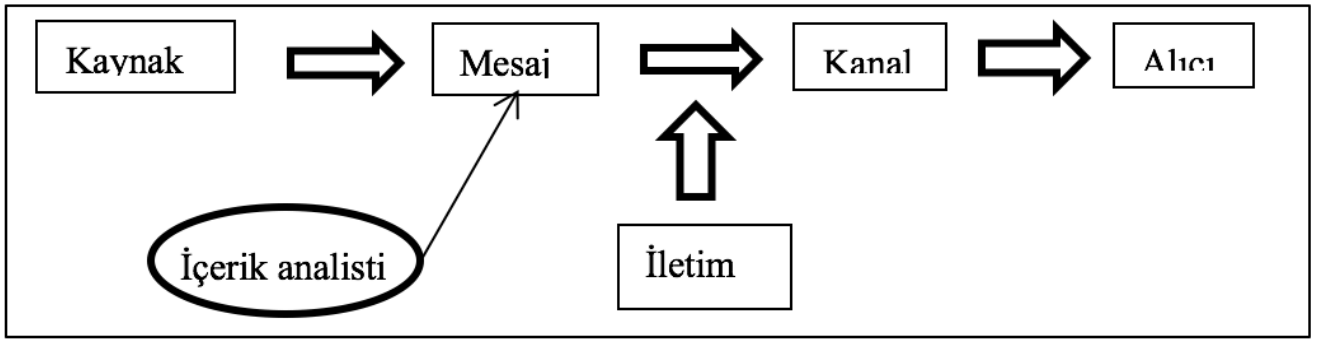 Kaynak
Mesaj
Kanal
Alıcı
İçerik analisti
İletim